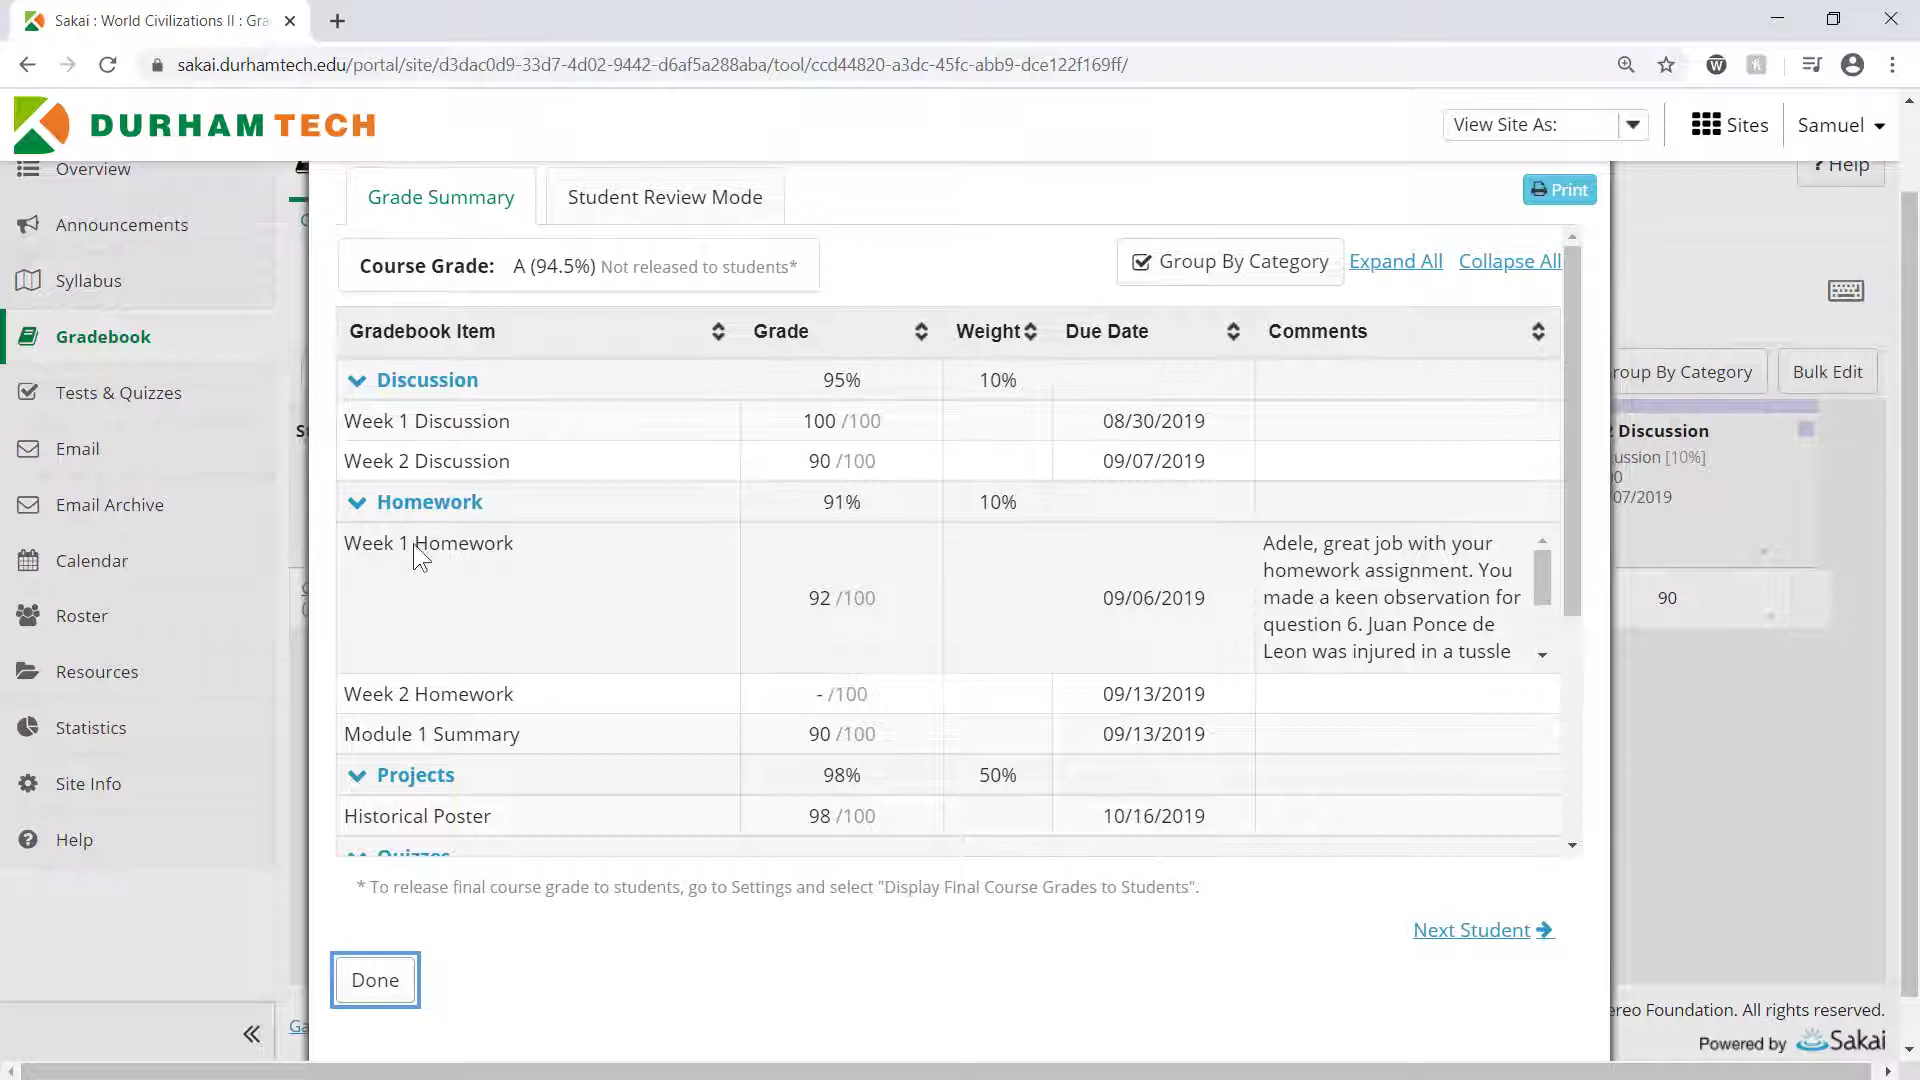 Sakai : World Civilizations II : Gra
sakai.durhamtech.edu/portal/site/d3dac0d9-33d7-4d02-9442-d6af5a288aba/tool/ccd44820-a3dc-45fc-abb9-dce122f169ff/
DURHAM TECH
View Site As:
Sites
Samuel
Overview
Announcements
Syllabus
Gradebook
Tests & Quizzes
Email
Email Archive
Calendar
Roster
Resources
Statistics
Site Info
Help
Help
Grade Summary
Student Review Mode
Print
Course Grade: A (94.5%) Not released to students*
Group By Category
Expand All
Collapse All
Gradebook Item Grade Weight Due Date Comments
Discussion 95% 10%
Week 1 Discussion 100 /100 08/30/2019
Week 2 Discussion 90 /100 09/07/2019
Homework 91% 10%
Week 1 Homework 92 /100 09/06/2019
Adele, great job with your
homework assignment. You
made a keen observation for
question 6. Juan Ponce de
Leon was injured in a tussle
Week 2 Homework - /100 09/13/2019
Module 1 Summary 90 /100 09/13/2019
Projects 98% 50%
Historical Poster 98 /100 10/16/2019
Quizzes
* To release final course grade to students, go to Settings and select "Display Final Course Grades to Students".
Next Student
Done
roup By Category
Bulk Edit
2 Discussion
ussion [10%]
07/2019
90
Ga
ereo Foundation. All rights reserved.
Powered by Sakai